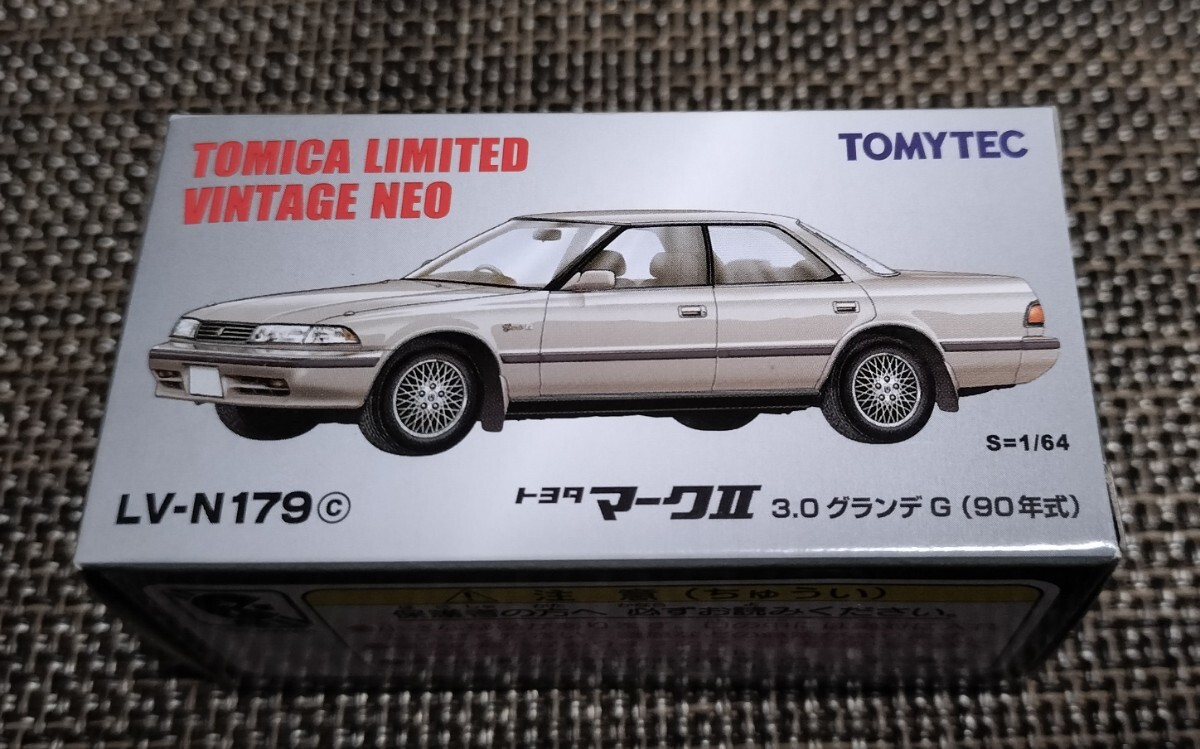 TOMICA LIMITED
VINTAGE NEO
TOMYTEC
S=1/64
LV-N179ⓒ
トヨタ マークII 3.0 グランデ G (90年式)
⚠ 注意(ちゅうい)
保護者の方へ 必ずお読みください。